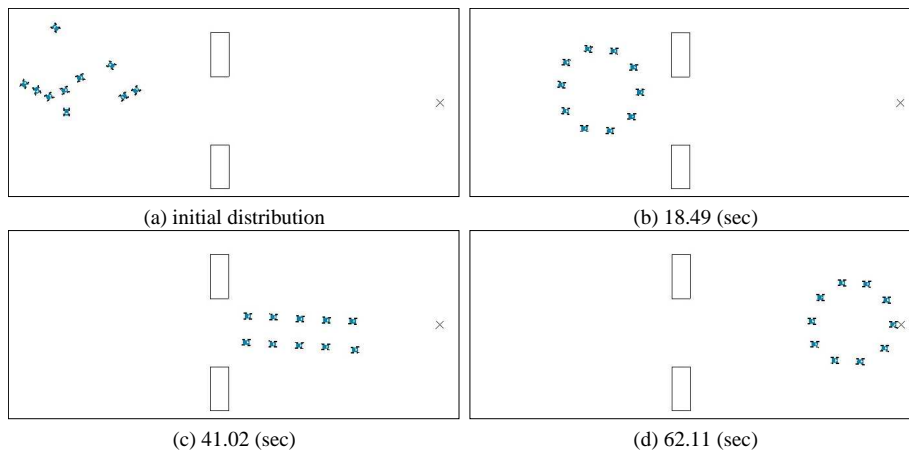 (a) initial distribution
(b) 18.49 (sec)
(c) 41.02 (sec)
(d) 62.11 (sec)